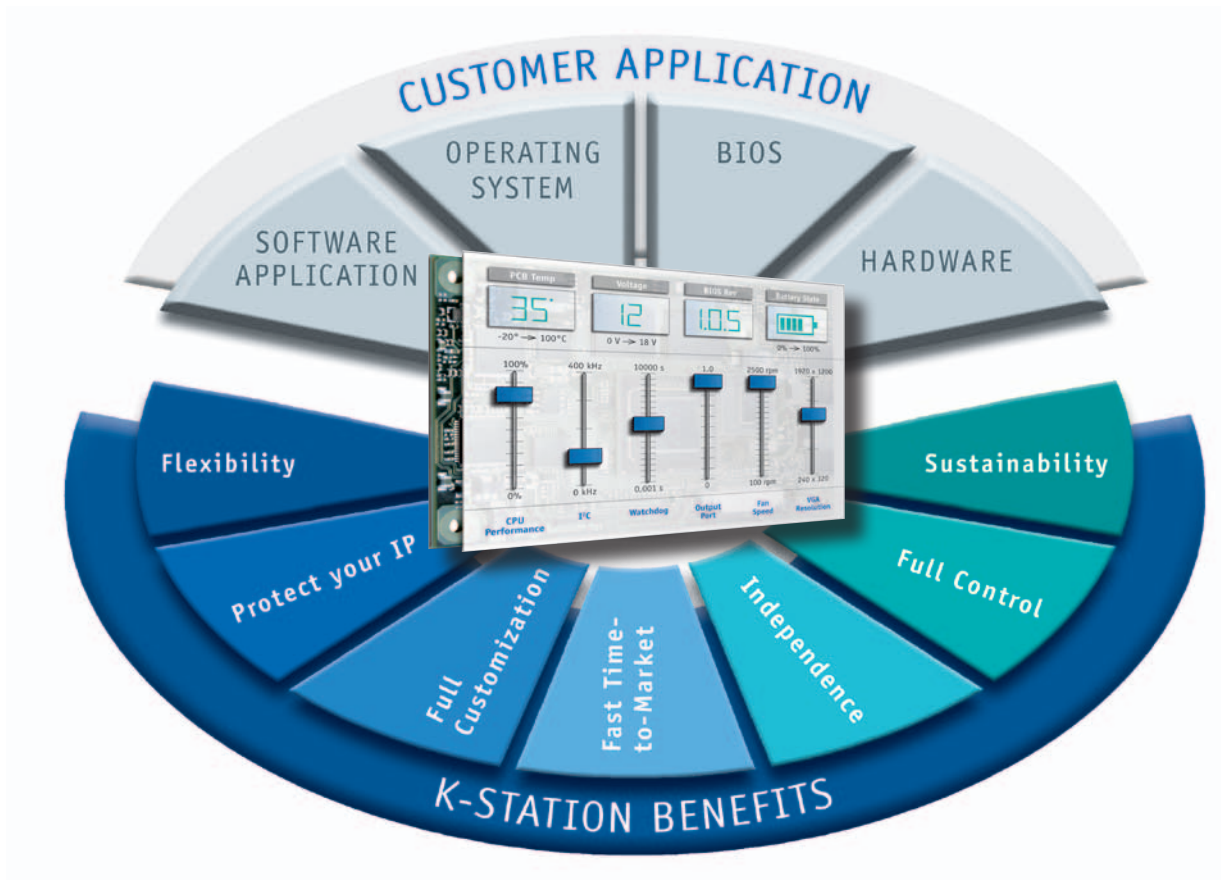 CUSTOMER APPLICATION
SOFTWARE
APPLICATION
OPERATING
SYSTEM
BIOS
HARDWARE
PCB Temp
Voltage
BIOS Rev
Battery State
35°
12
1.0.5
-20° → 100°C
0 V → 18 V
0% → 100%
100%
400 kHz
10000 s
1.0
2500 rpm
1920 x 1200
0%
0 kHz
0,001 s
0
100 rpm
240 x 320
CPU
Performance
I²C
Watchdog
Output
Port
Fan
Speed
VGA
Resolution
Flexibility
Protect your IP
Full
Customization
Fast Time-
to-Market
Independence
Full Control
Sustainability
K-STATION BENEFITS